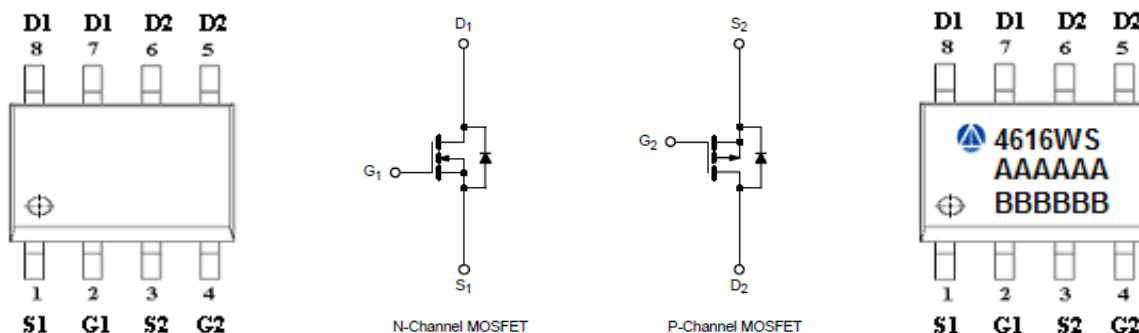 D1 D1 D2 D2
8 7 6 5
1 2 3 4
S1 G1 S2 G2
D1
G1
S1
N-Channel MOSFET
S2
G2
D2
P-Channel MOSFET
D1 D1 D2 D2
8 7 6 5
4616WS
AAAAAA
BBBBBB
1 2 3 4
S1 G1 S2 G2